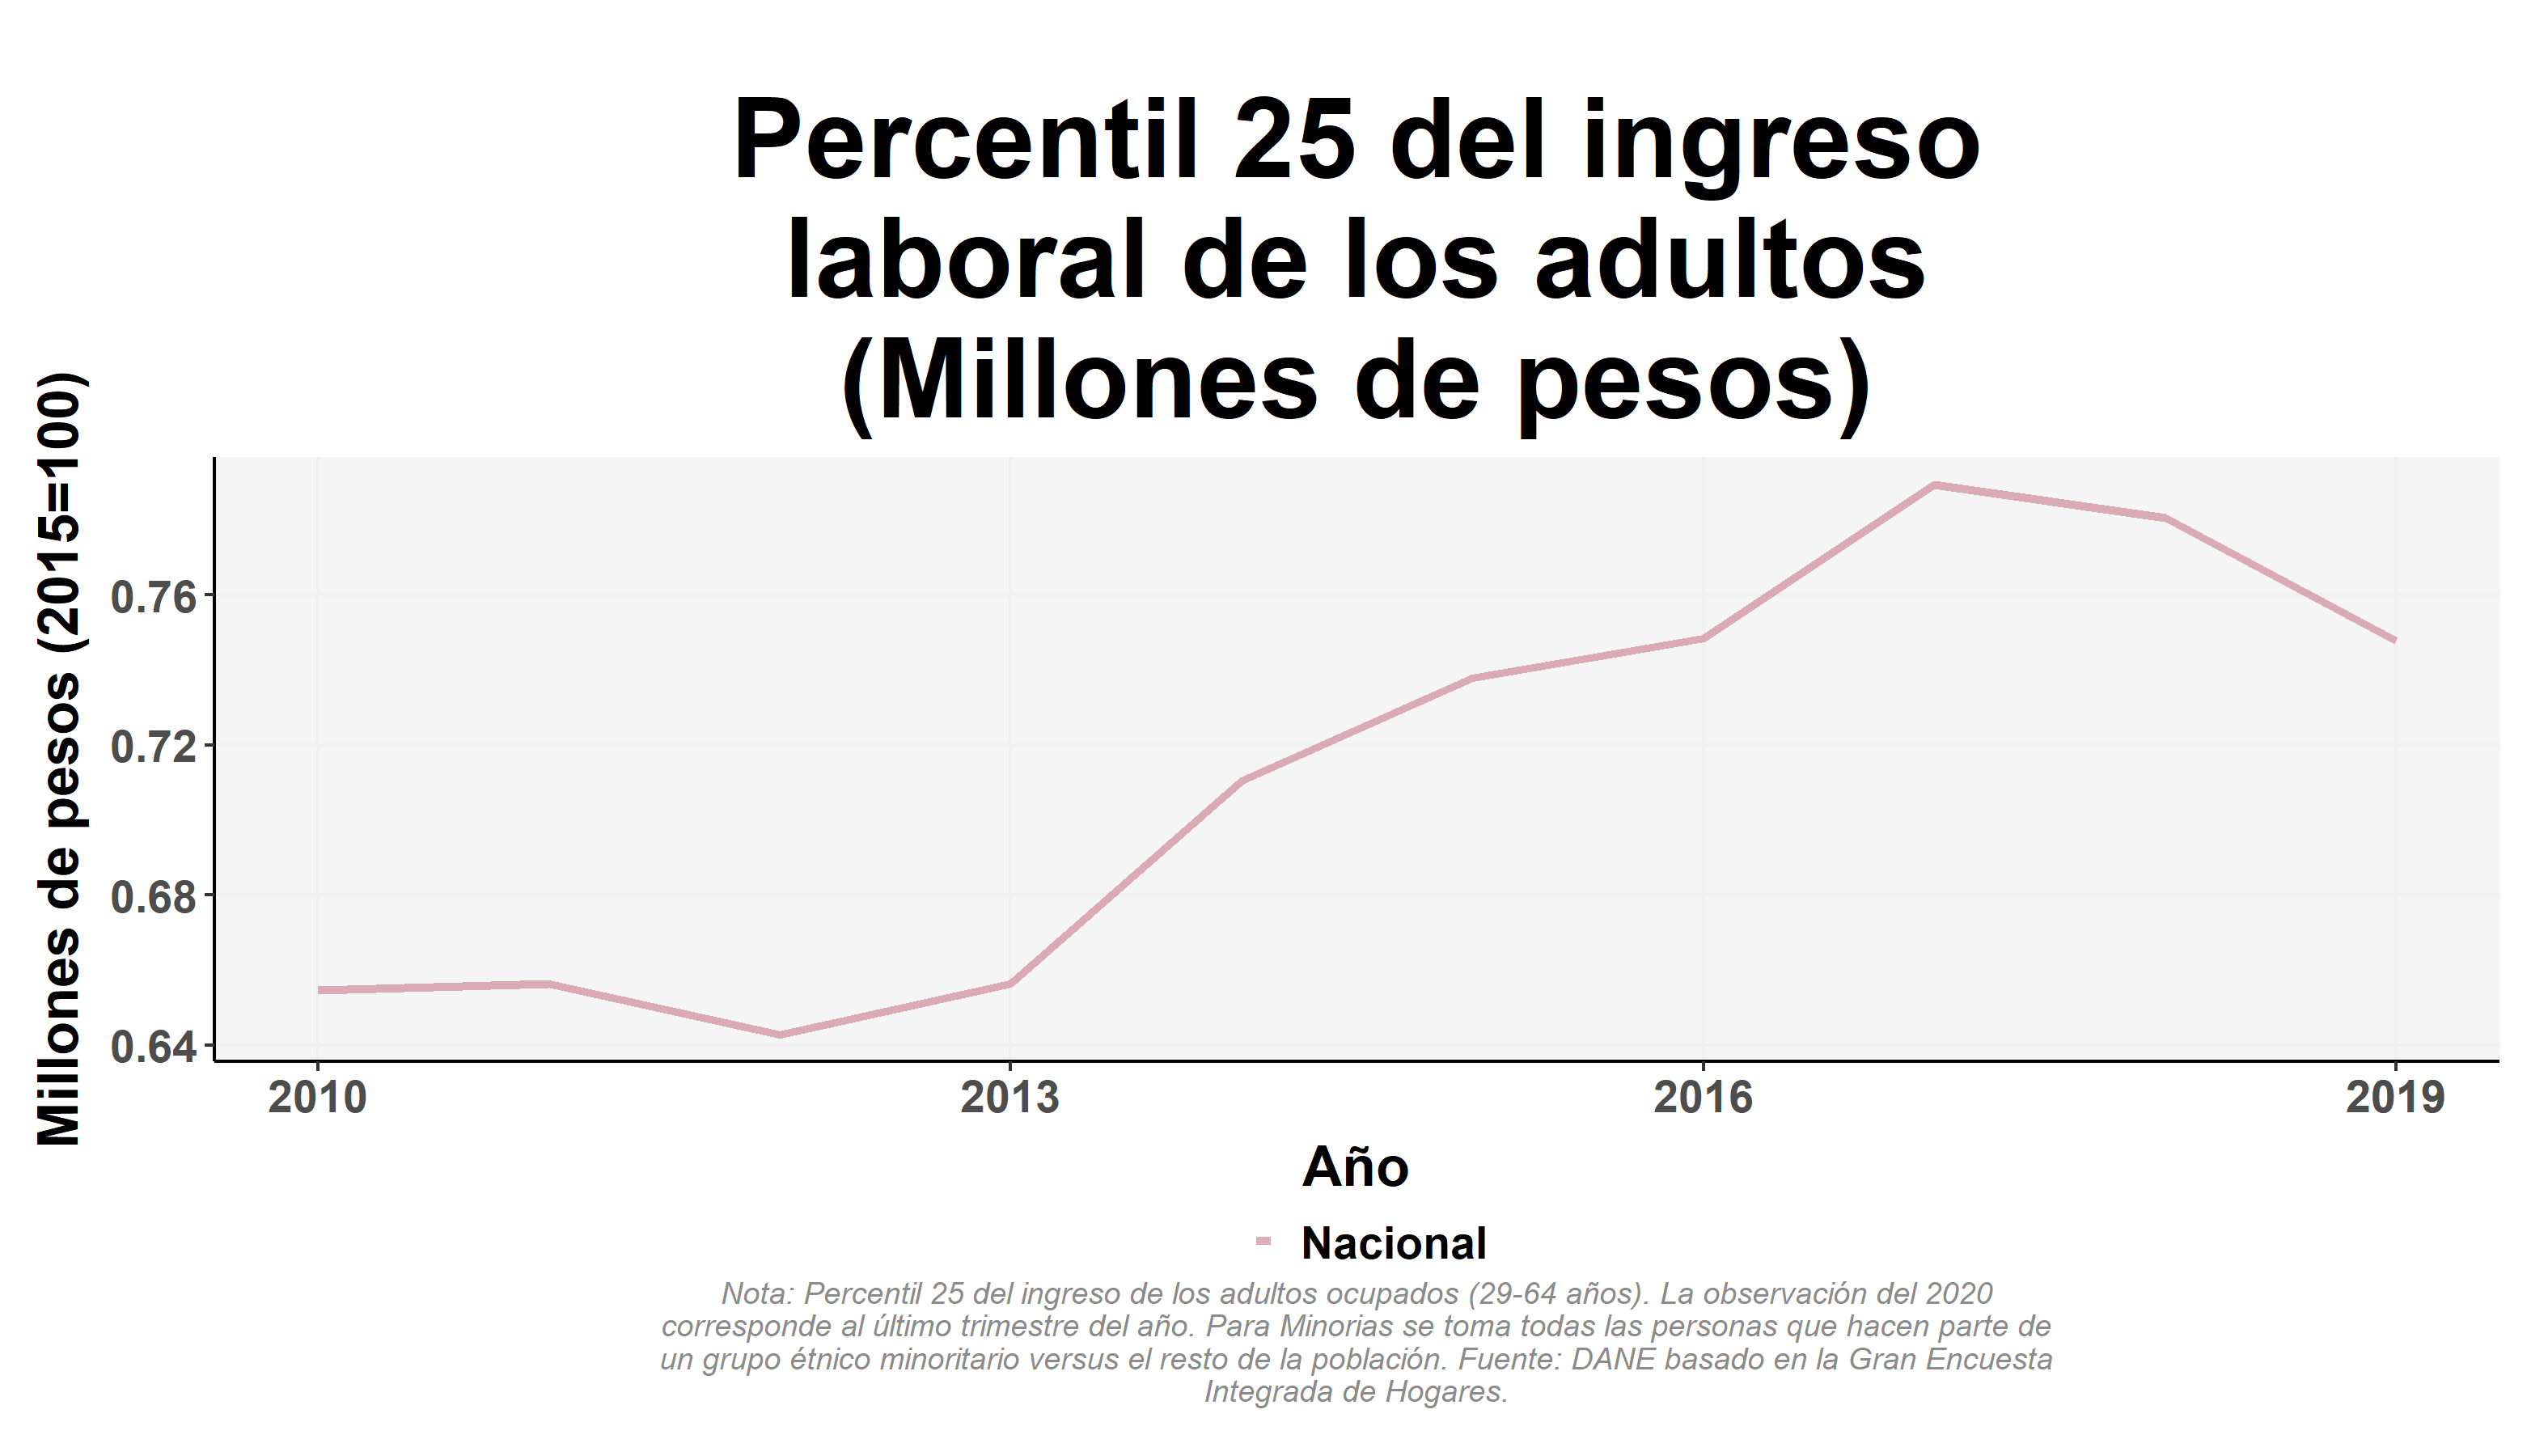 Percentil 25 del ingreso
laboral de los adultos
(Millones de pesos)
Millones de pesos (2015=100)
0.76
0.72
0.68
0.64
2010
2013
2016
2019
Año
Nacional
Nota: Percentil 25 del ingreso de los adultos ocupados (29-64 años). La observación del 2020
corresponde al último trimestre del año. Para Minorias se toma todas las personas que hacen parte de
un grupo étnico minoritario versus el resto de la población. Fuente: DANE basado en la Gran Encuesta
Integrada de Hogares.